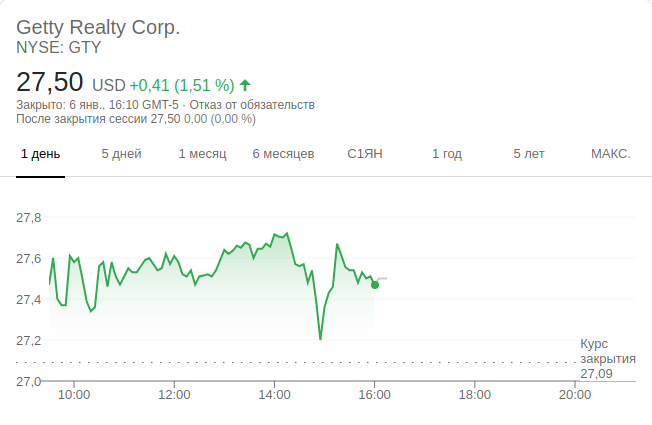 Getty Realty Corp.
NYSE: GTY
27,50 USD +0,41 (1,51 %)
Закрыто: 6 янв., 16:10 GMT-5 · Отказ от обязательств
После закрытия сессии 27,50 0,00 (0,00 %)
1 день 5 дней 1 месяц 6 месяцев С1ЯН 1 год 5 лет МАКС.
27,8
27,6
27,4
27,2
27,0
Курс
закрытия
27,09
10:00 12:00 14:00 16:00 18:00 20:00